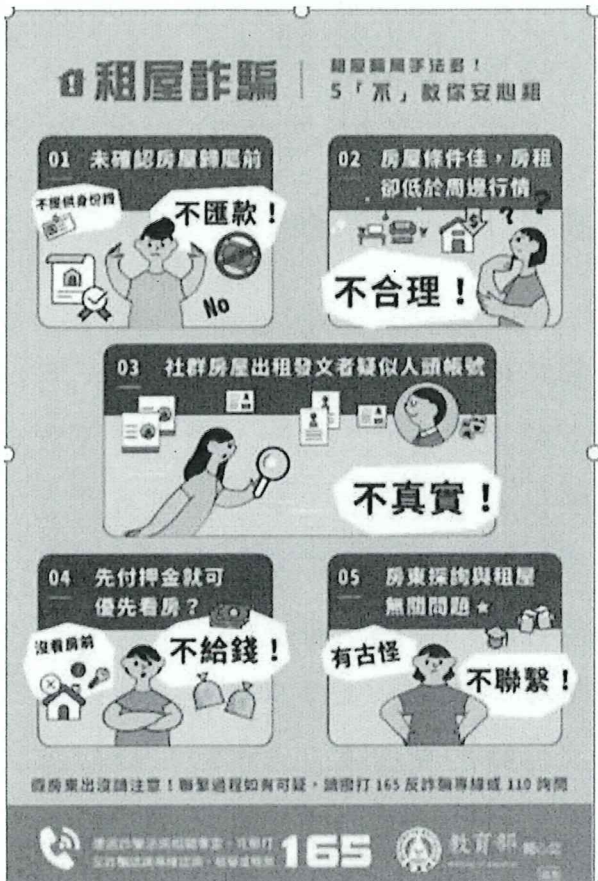 租屋詐騙
租屋騙局手法多！
5「不」教你安心租
01 未確認房屋歸屬前
不提供身份證
不匯款！
No
02 房屋條件佳，房租
卻低於周邊行情
不合理！
03 社群房屋出租發文者疑似人頭帳號
不真實！
04 先付押金就可
優先看房？
沒看房前
不給錢！
05 房東探詢與租屋
無關問題
有古怪
不聯繫！
假房東出沒請注意！聯繫過程如有可疑，請撥打 165 反詐騙專線或 110 詢問
165
教育部 關心您